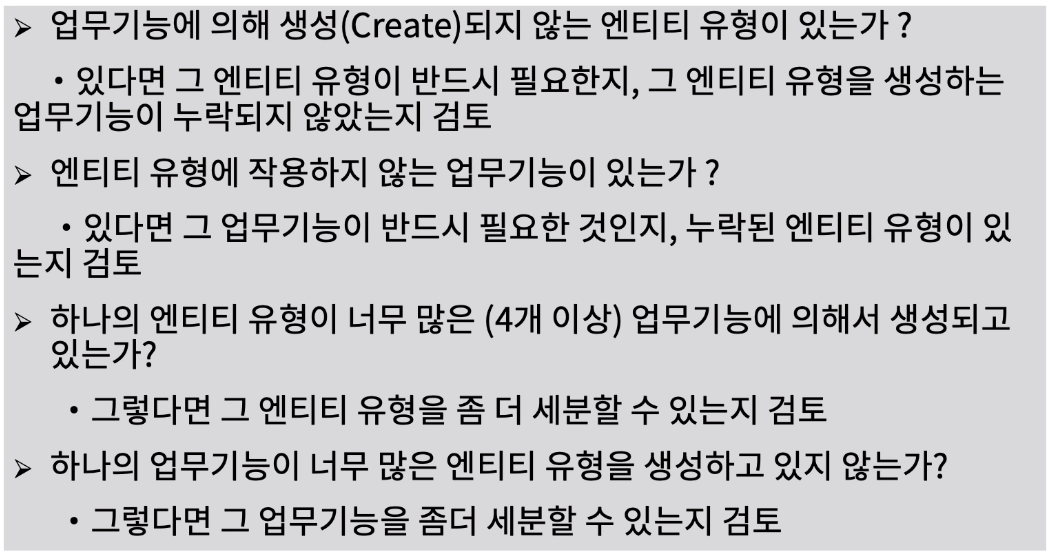 ➢ 업무기능에 의해 생성(Create)되지 않는 엔티티 유형이 있는가 ?
• 있다면 그 엔티티 유형이 반드시 필요한지, 그 엔티티 유형을 생성하는
업무기능이 누락되지 않았는지 검토
➢ 엔티티 유형에 작용하지 않는 업무기능이 있는가 ?
• 있다면 그 업무기능이 반드시 필요한 것인지, 누락된 엔티티 유형이 있
는지 검토
➢ 하나의 엔티티 유형이 너무 많은 (4개 이상) 업무기능에 의해서 생성되고
있는가?
• 그렇다면 그 엔티티 유형을 좀 더 세분할 수 있는지 검토
➢ 하나의 업무기능이 너무 많은 엔티티 유형을 생성하고 있지 않는가?
• 그렇다면 그 업무기능을 좀더 세분할 수 있는지 검토